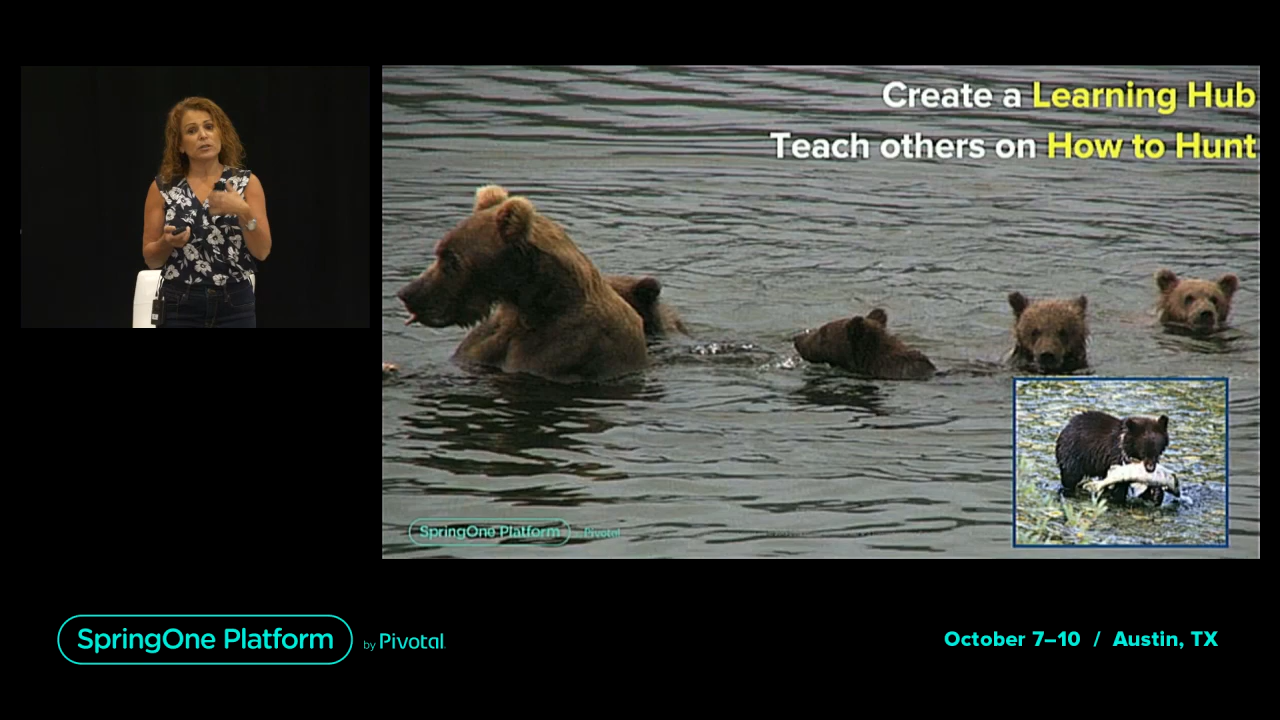 Create a Learning Hub
Teach others on How to Hunt
SpringOne Platform by Pivotal
SpringOne Platform by Pivotal
October 7–10 / Austin, TX